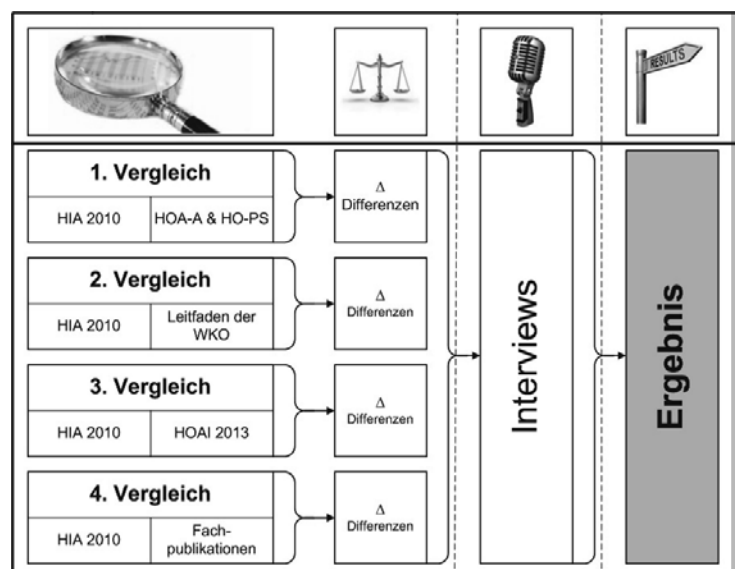 RESULTS
1. Vergleich
HIA 2010
HOA-A & HO-PS
Δ
Differenzen
2. Vergleich
HIA 2010
Leitfaden der
WKO
Δ
Differenzen
3. Vergleich
HIA 2010
HOAI 2013
Δ
Differenzen
4. Vergleich
HIA 2010
Fach-
publikationen
Δ
Differenzen
Interviews
Ergebnis